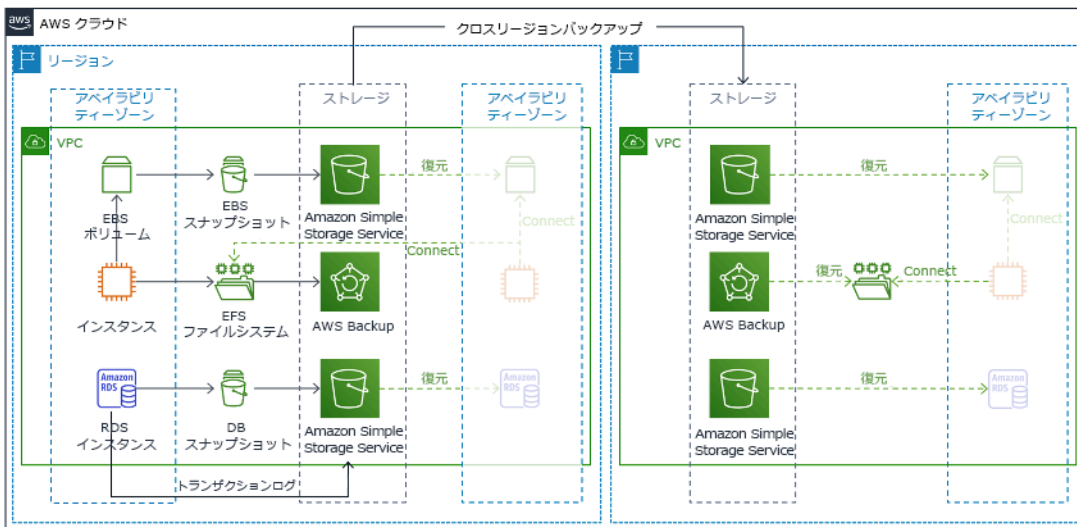 aws
AWS クラウド
クロスリージョンバックアップ
リージョン
アベイラビリ
ティーゾーン
ストレージ
アベイラビリ
ティーゾーン
ストレージ
アベイラビリ
ティーゾーン
VPC
VPC
復元
復元
EBS
ボリューム
EBS
スナップショット
Amazon Simple
Storage Service
Connect
Amazon Simple
Storage Service
Connect
Connect
復元
Connect
インスタンス
EFS
ファイルシステム
AWS Backup
AWS Backup
Amazon
RDS
復元
Amazon
RDS
復元
Amazon
RDS
RDS
インスタンス
DB
スナップショット
Amazon Simple
Storage Service
Amazon Simple
Storage Service
トランザクションログ